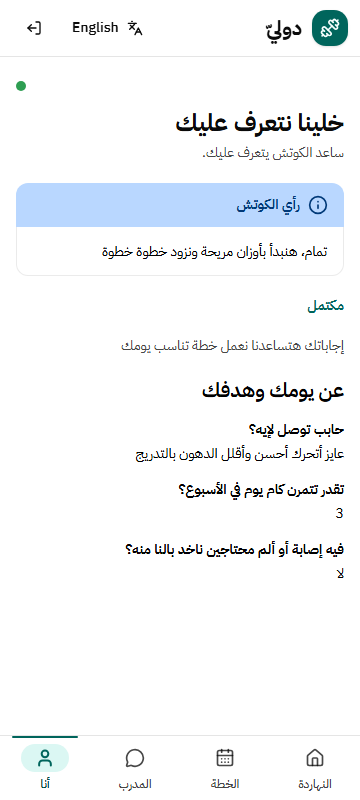 دوليّ
English
خلينا نتعرف عليك
ساعد الكوتش يتعرف عليك.
رأي الكوتش
تمام، هنبدأ بأوزان مريحة ونزود خطوة خطوة
مكتمل
إجاباتك هتساعدنا نعمل خطة تناسب يومك
عن يومك وهدفك
حابب توصل لإيه؟
عايز أتحرك أحسن وأقلل الدهون بالتدريج
تقدر تتمرن كام يوم في الأسبوع؟
3
فيه إصابة أو ألم محتاجين ناخد بالنا منه؟
لا
النهاردة
الخطة
المدرب
أنا